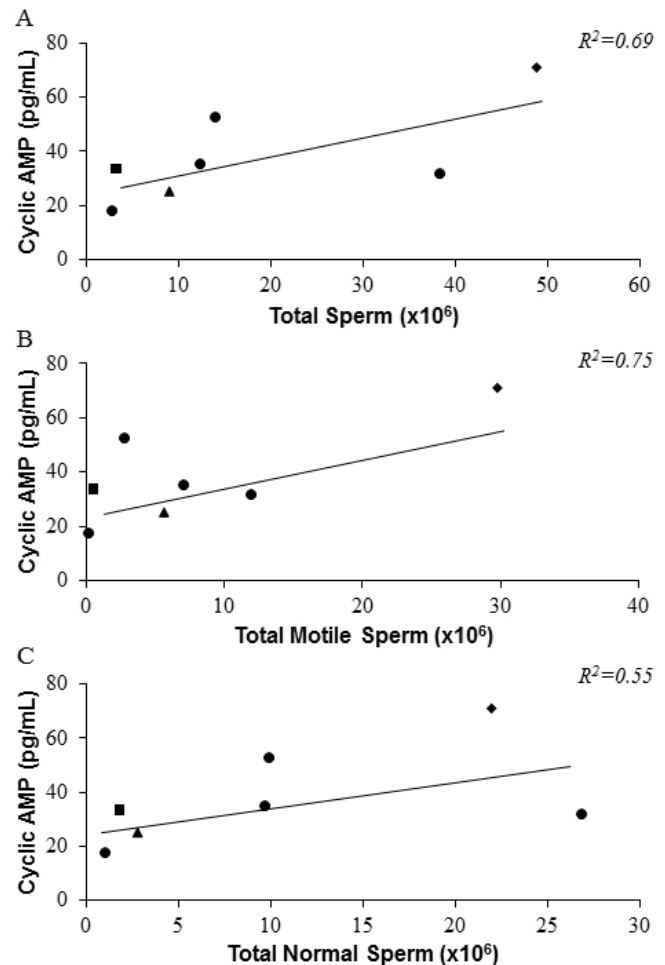 A
R²=0.69
80
60
40
20
0
Cyclic AMP (pg/mL)
0 10 20 30 40 50 60
Total Sperm (x10⁶)
B
R²=0.75
80
60
40
20
0
Cyclic AMP (pg/mL)
0 10 20 30 40
Total Motile Sperm (x10⁶)
C
R²=0.55
80
60
40
20
0
Cyclic AMP (pg/mL)
0 5 10 15 20 25 30
Total Normal Sperm (x10⁶)